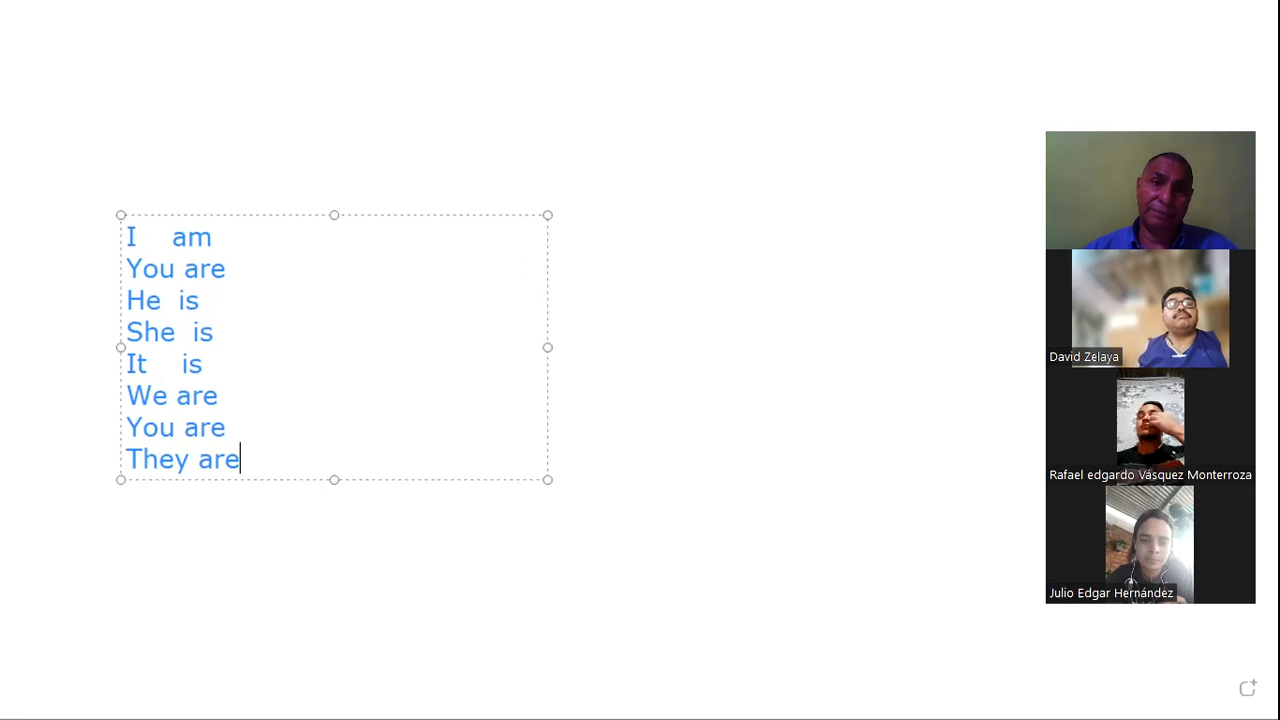 I am
You are
He is
She is
It is
We are
You are
They are
David Zelaya
Rafael edgardo Vásquez Monterroza
Julio Edgar Hernández